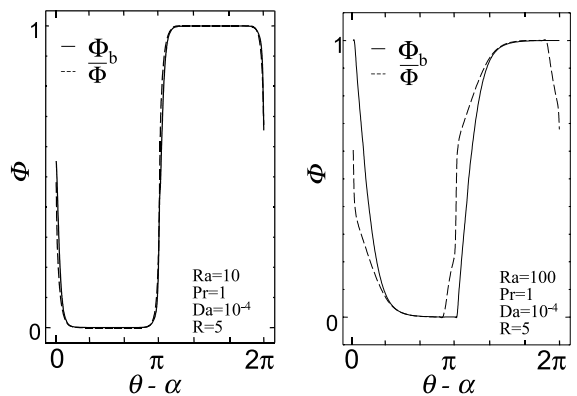 1
Φ_b
Φ̅
Φ
Ra=10
Pr=1
Da=10⁻⁴
R=5
0
0
π
2π
θ - α
1
Φ_b
Φ̅
Φ
Ra=100
Pr=1
Da=10⁻⁴
R=5
0
0
π
2π
θ - α